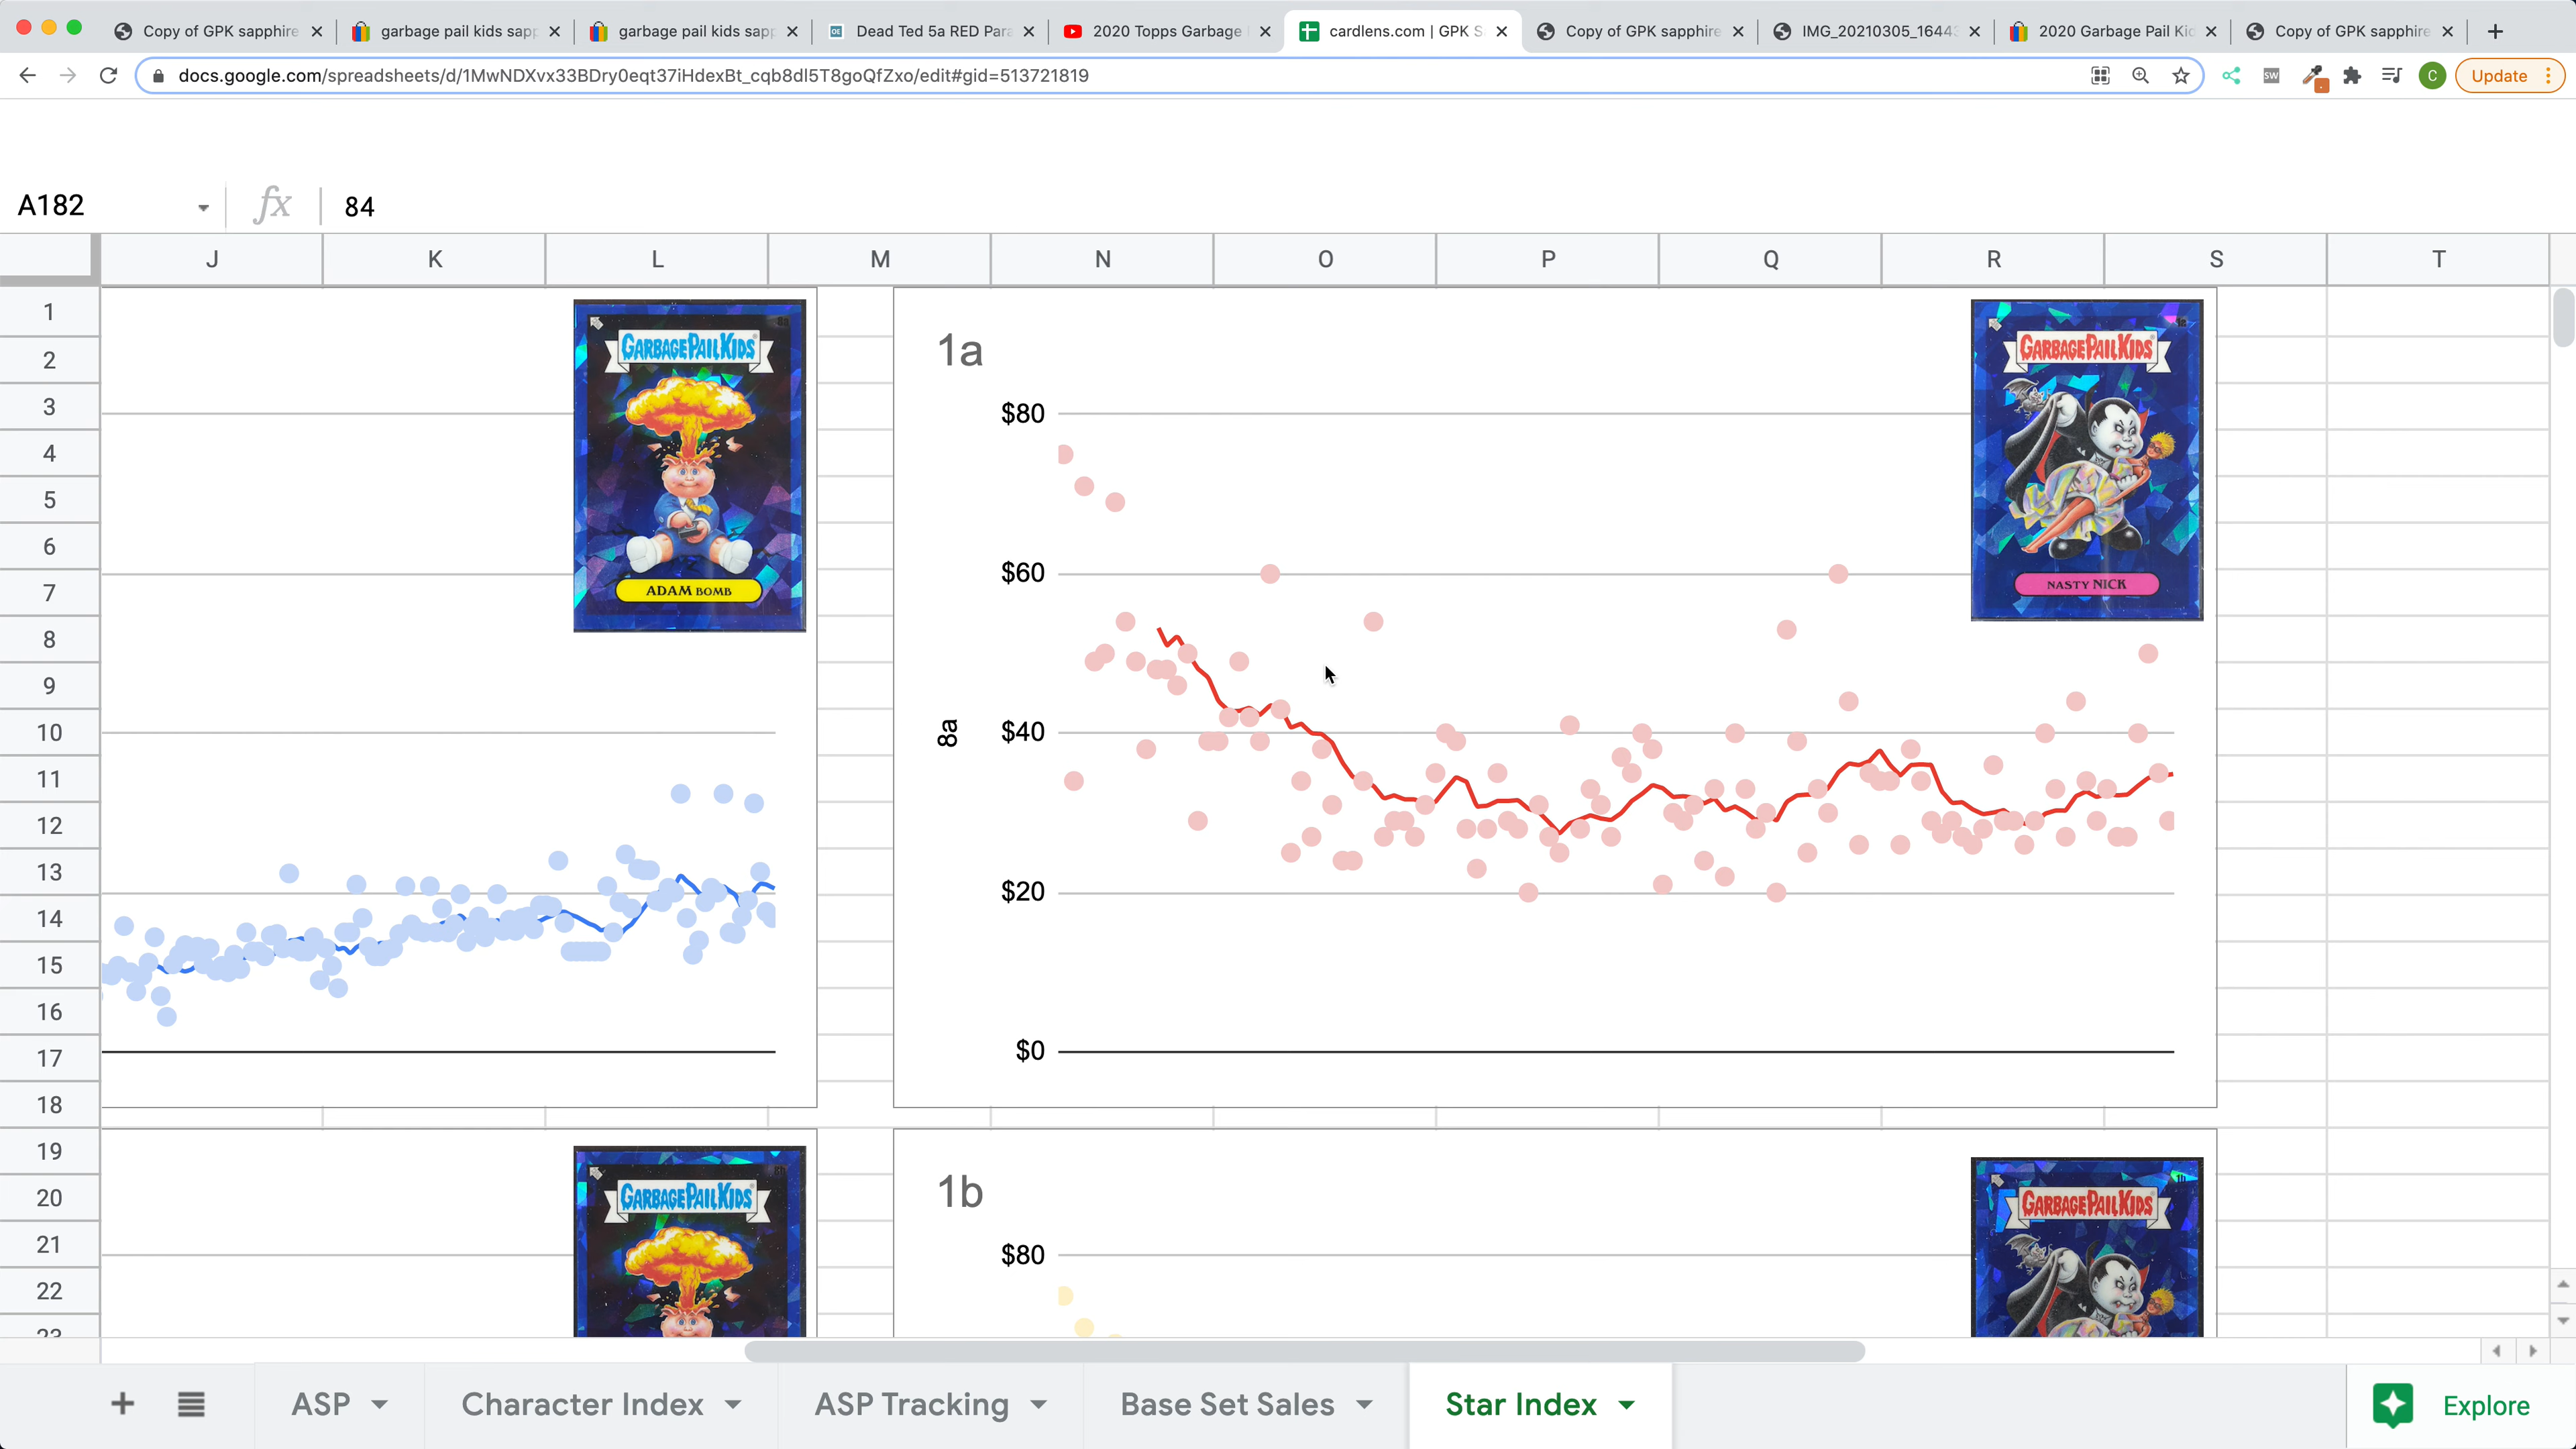 Copy of GPK sapphire
garbage pail kids sapp
garbage pail kids sapp
Dead Ted 5a RED Para
2020 Topps Garbage
cardlens.com | GPK S
Copy of GPK sapphire
IMG_20210305_1644
2020 Garbage Pail Ki
Copy of GPK sapphire
docs.google.com/spreadsheets/d/1MwNDXvx33BDry0eqt37iHdexBt_cqb8dI5T8goQfZxo/edit#gid=513721819
SW
C
Update
A182
fx
84
J K L M N O P Q R S T
1
2
3
4
5
6
7
8
9
10
11
12
13
14
15
16
17
18
19
20
21
22
23
GARBAGE PAIL KIDS
ADAM BOMB
1a
8a
$80
$60
$40
$20
$0
GARBAGE PAIL KIDS
NASTY NICK
GARBAGE PAIL KIDS
1b
$80
GARBAGE PAIL KIDS
ASP
Character Index
ASP Tracking
Base Set Sales
Star Index
Explore